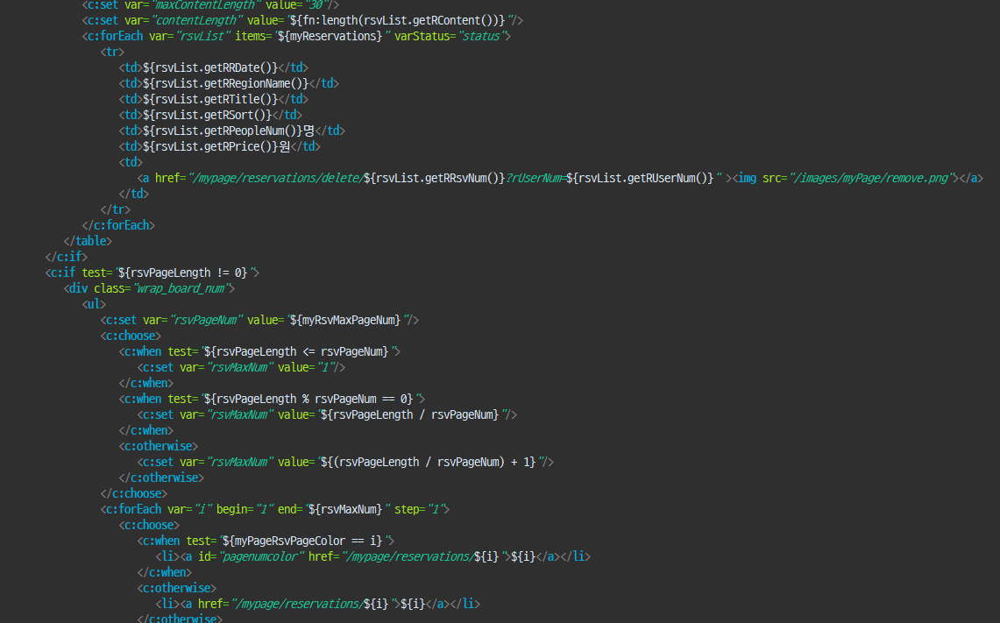 <c:set var="maxContentLength" value="30"/>
<c:set var="contentLength" value="${fn:length(rsvList.getRContent())}"/>
<c:forEach var="rsvList" items="${myReservations}" varStatus="status">
<tr>
<td>${rsvList.getRRDate()}</td>
<td>${rsvList.getRRegionName()}</td>
<td>${rsvList.getRTitle()}</td>
<td>${rsvList.getRSort()}</td>
<td>${rsvList.getRPeopleNum()}명</td>
<td>${rsvList.getRPrice()}원</td>
<td>
<a href="/mypage/reservations/delete/${rsvList.getRRsvNum()}?rUserNum=${rsvList.getRUserNum()}" ><img src="/images/myPage/remove.png"></a>
</td>
</tr>
</c:forEach>
</table>
</c:if>
<c:if test="${rsvPageLength != 0}">
<div class="wrap_board_num">
<ul>
<c:set var="rsvPageNum" value="${myRsvMaxPageNum}"/>
<c:choose>
<c:when test="${rsvPageLength <= rsvPageNum}">
<c:set var="rsvMaxNum" value="1"/>
</c:when>
<c:when test="${rsvPageLength % rsvPageNum == 0}">
<c:set var="rsvMaxNum" value="${rsvPageLength / rsvPageNum}"/>
</c:when>
<c:otherwise>
<c:set var="rsvMaxNum" value="${(rsvPageLength / rsvPageNum) + 1}"/>
</c:otherwise>
</c:choose>
<c:forEach var="i" begin="1" end="${rsvMaxNum}" step="1">
<c:choose>
<c:when test="${myPageRsvPageColor == i}">
<li><a id="pagenumcolor" href="/mypage/reservations/${i}">${i}</a></li>
</c:when>
<c:otherwise>
<li><a href="/mypage/reservations/${i}">${i}</a></li>
</c:otherwise>